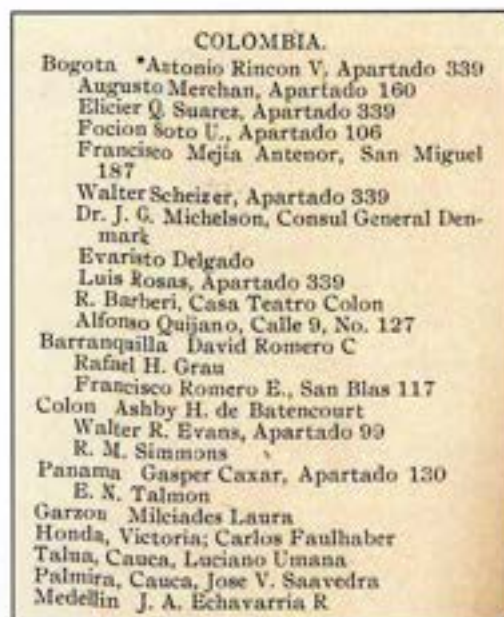 COLOMBIA.
Bogota *Antonio Rincon V. Apartado 339
Augusto Merchan, Apartado 160
Elicier Q. Suarez, Apartado 339
Focion Soto U., Apartado 106
Francisco Mejia Antenor, San Miguel
187
Walter Scheizer, Apartado 339
Dr. J. G. Michelson, Consul General Den-
mark
Evaristo Delgado
Luis Rosas, Apartado 339
R. Barberi, Casa Teatro Colon
Alfonso Quijano, Calle 9, No. 127
Barranquilla David Romero C
Rafael H. Grau
Francisco Romero E., San Blas 117
Colon Ashby H. de Batencourt
Walter R. Evans, Apartado 99
R. M. Simmons
Panama Gasper Caxar, Apartado 130
E. N. Talmon
Garzon Milciades Laura
Honda, Victoria; Carlos Faulhaber
Talua, Cauca, Luciano Umana
Palmira, Cauca, Jose V. Saavedra
Medellin J. A. Echavarria R